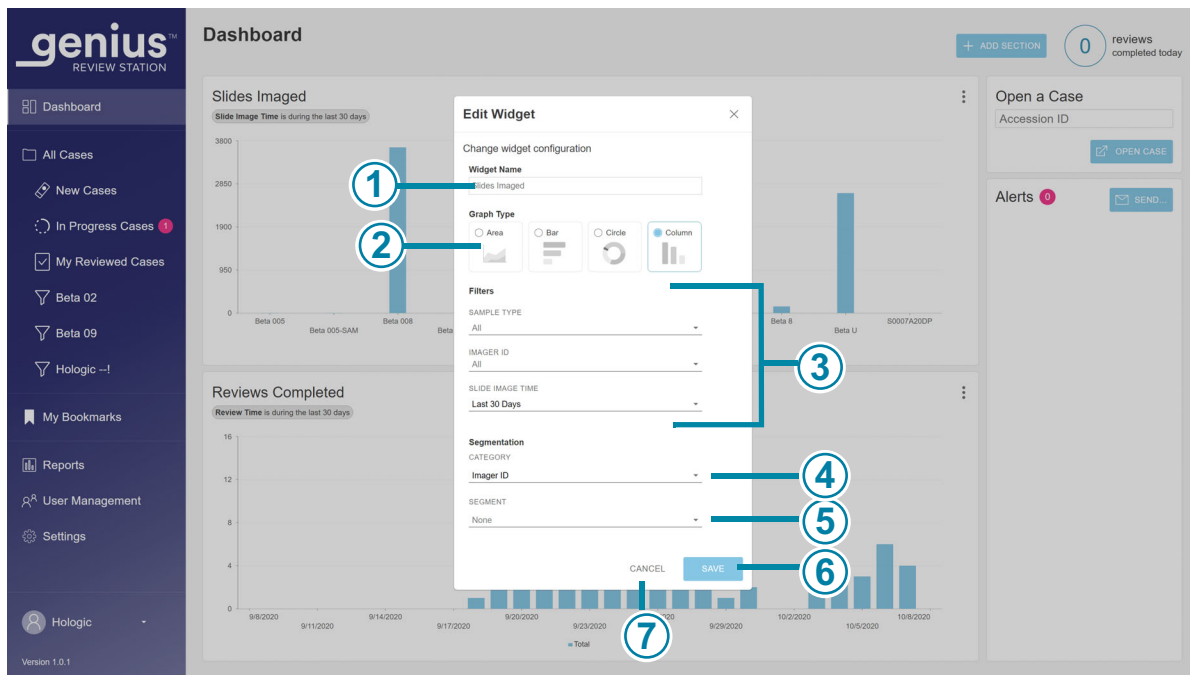 genius™
REVIEW STATION
Dashboard
All Cases
New Cases
In Progress Cases 1
My Reviewed Cases
Beta 02
Beta 09
Hologic --!
My Bookmarks
Reports
User Management
Settings
Hologic
Version 1.0.1
Dashboard
+ ADD SECTION
0 reviews
completed today
Slides Imaged
Slide Image Time is during the last 30 days
3800
2850
1900
950
0
Beta 005
Beta 005-SAM
Beta 008
Beta
Beta 8
Beta U
S0007A20DP
Reviews Completed
Review Time is during the last 30 days
16
12
8
4
0
9/8/2020
9/11/2020
9/14/2020
9/17/2020
9/20/2020
9/23/2020
20
9/29/2020
10/2/2020
10/5/2020
10/8/2020
Total
Open a Case
Accession ID
OPEN CASE
Alerts 0
SEND...
Edit Widget
Change widget configuration
Widget Name
Slides Imaged
Graph Type
Area
Bar
Circle
Column
Filters
SAMPLE TYPE
All
IMAGER ID
All
SLIDE IMAGE TIME
Last 30 Days
Segmentation
CATEGORY
Imager ID
SEGMENT
None
CANCEL
SAVE
1
2
3
4
5
6
7